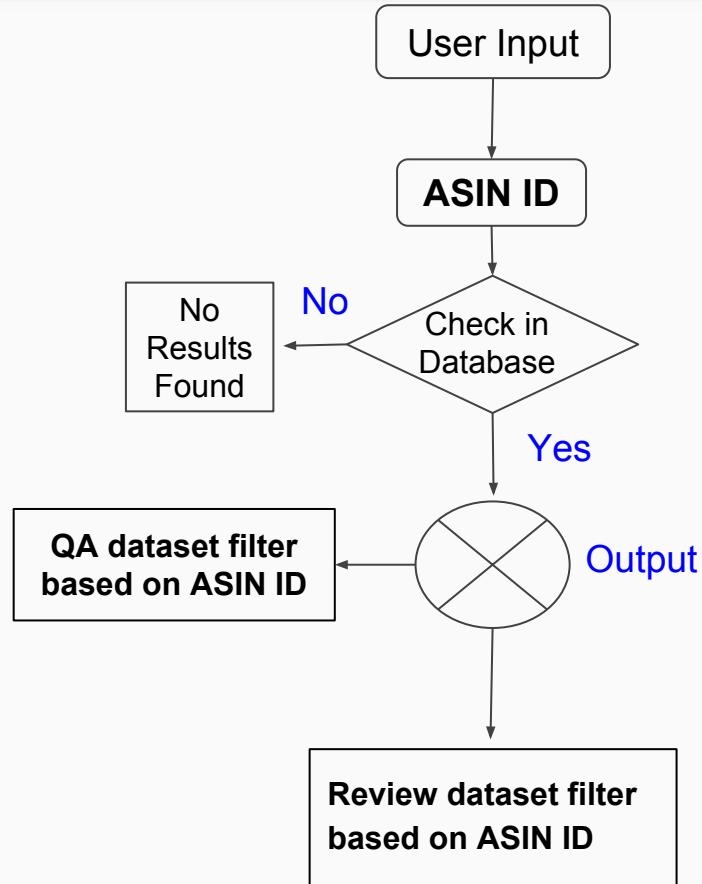 User Input
ASIN ID
No
Results
Found
No
Check in
Database
Yes
QA dataset filter
based on ASIN ID
Output
Review dataset filter
based on ASIN ID